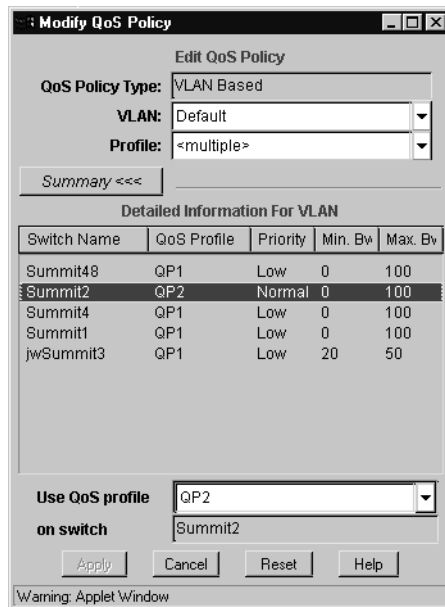 Modify QoS Policy
Edit QoS Policy
QoS Policy Type: VLAN Based
VLAN: Default
Profile: <multiple>
Summary <<<
Detailed Information For VLAN
Switch Name QoS Profile Priority Min. Bw Max. Bw
Summit48 QP1 Low 0 100
Summit2 QP2 Normal 0 100
Summit4 QP1 Low 0 100
Summit1 QP1 Low 0 100
jwSummit3 QP1 Low 20 50
Use QoS profile QP2
on switch Summit2
Apply Cancel Reset Help
Warning: Applet Window